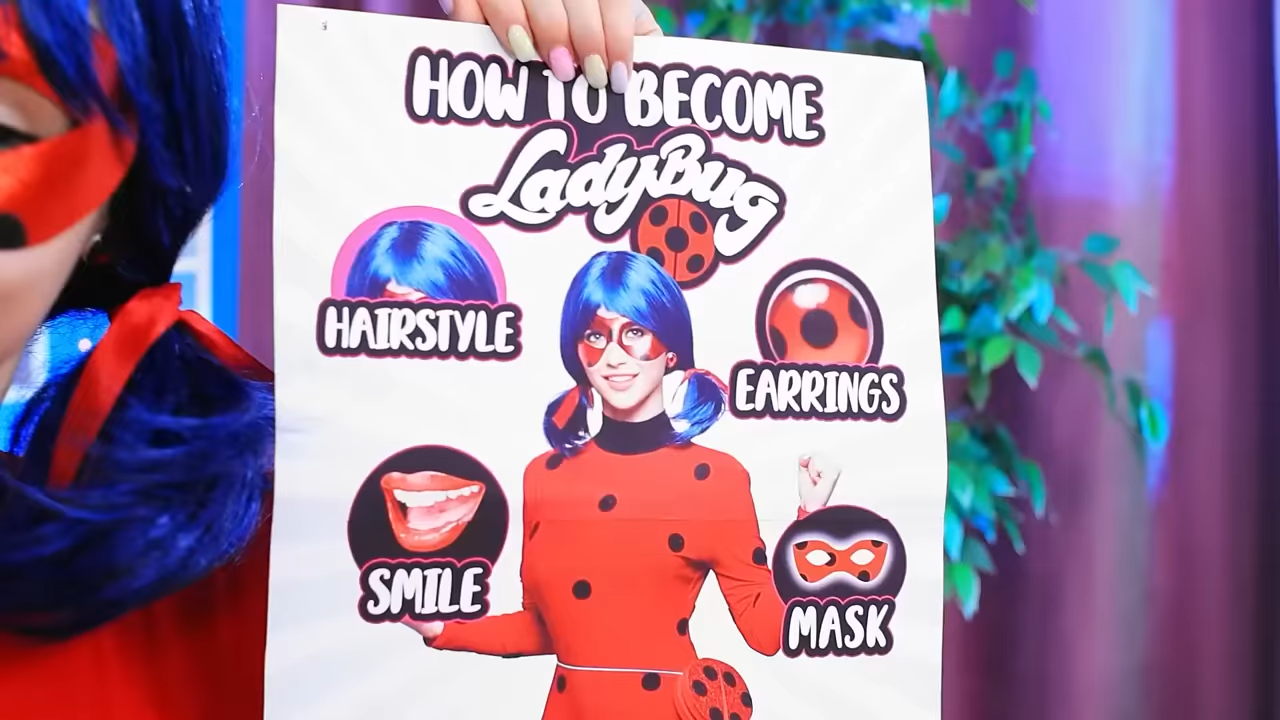 HOW TO BECOME
LadyBug
HAIRSTYLE
EARRINGS
SMILE
MASK